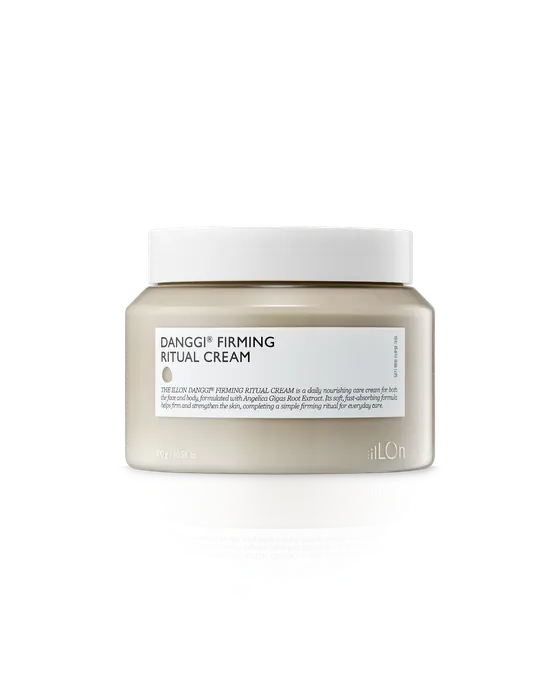 DANGGI® FIRMING
RITUAL CREAM
THE ILLON DANGGI® FIRMING RITUAL CREAM is a daily nourishing care cream for both
the face and body, formulated with Angelica Gigas Root Extract. Its soft, fast-absorbing formula
helps firm and strengthen the skin, completing a simple firming ritual for everyday care.
illOn